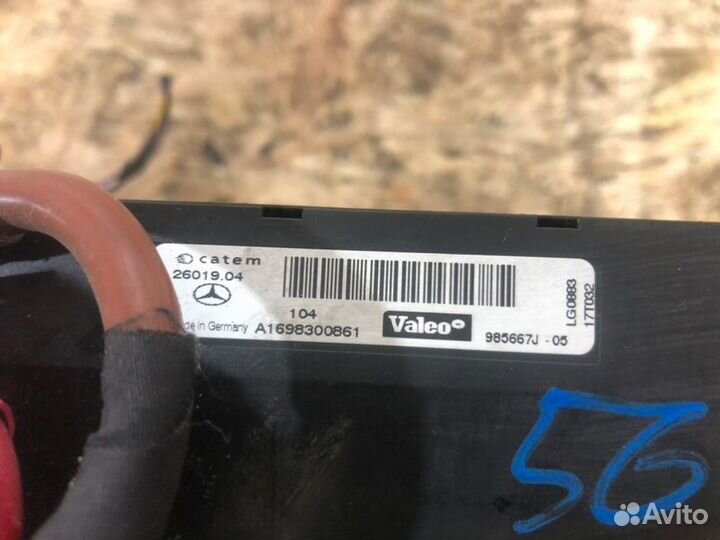 catem
26019.04
104
de in Germany A1698300861
Valeo
985667J - 05
LG0883
17T032
56
Avito